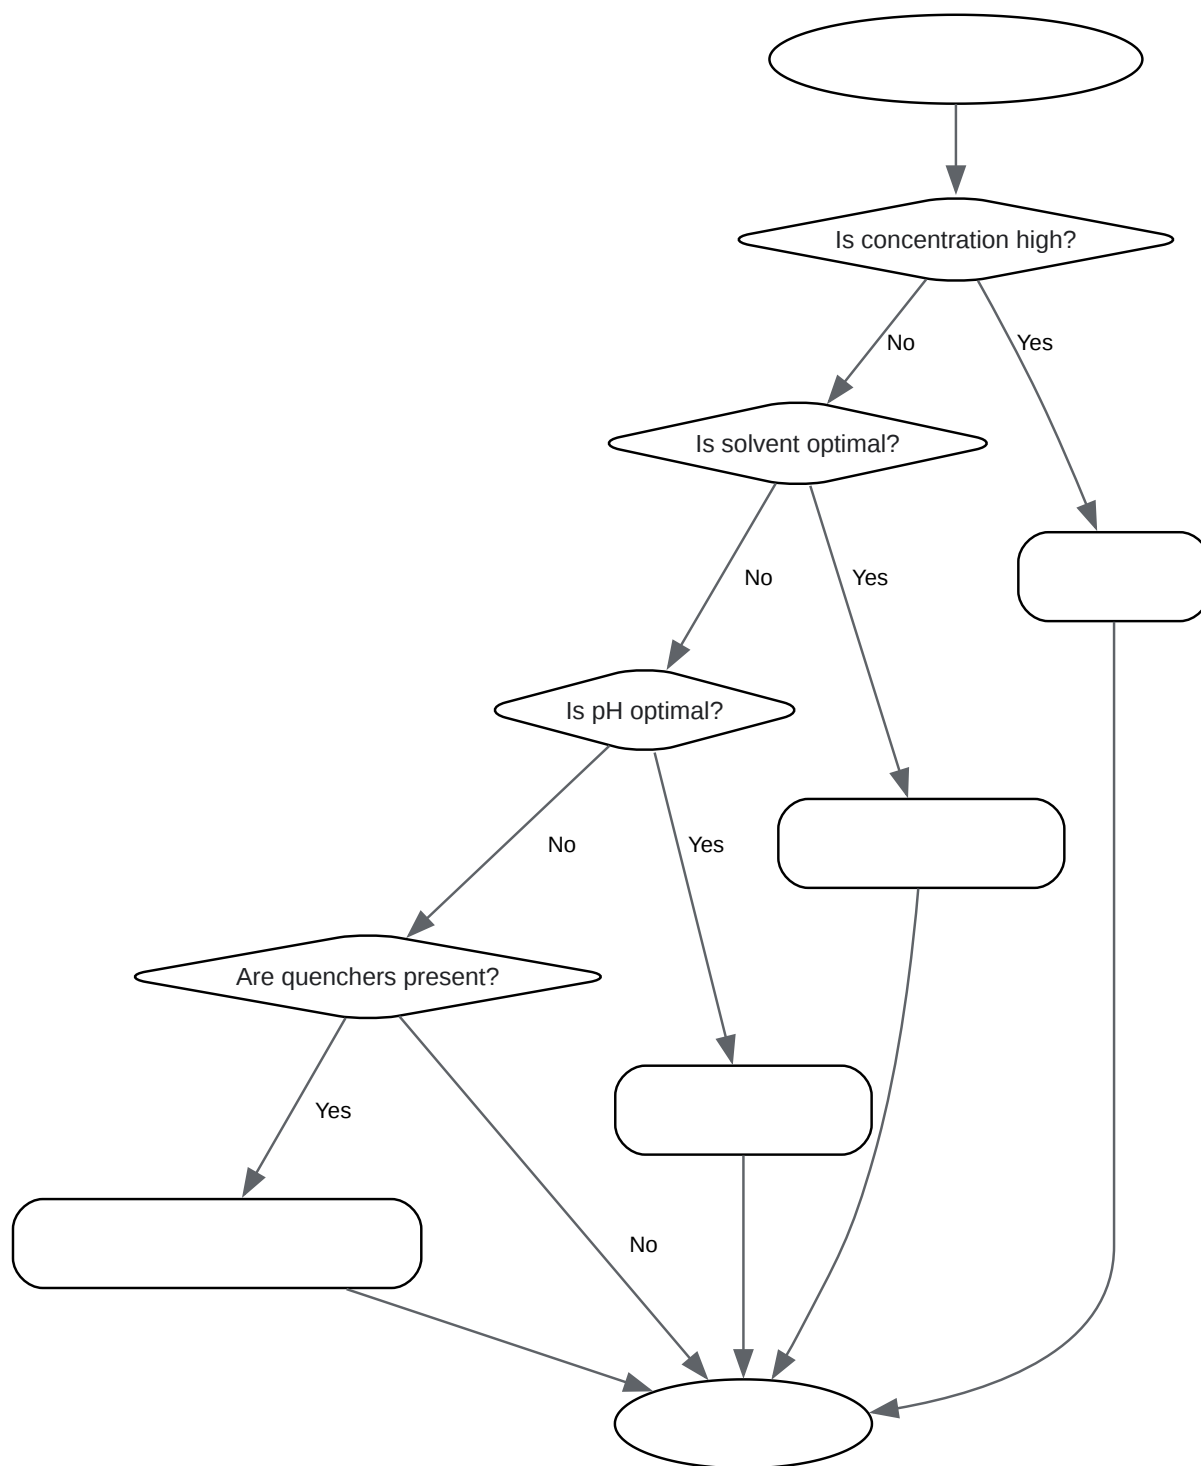 Is concentration high?
No
Yes
Is solvent optimal?
No
Yes
Is pH optimal?
No
Yes
Are quenchers present?
Yes
No